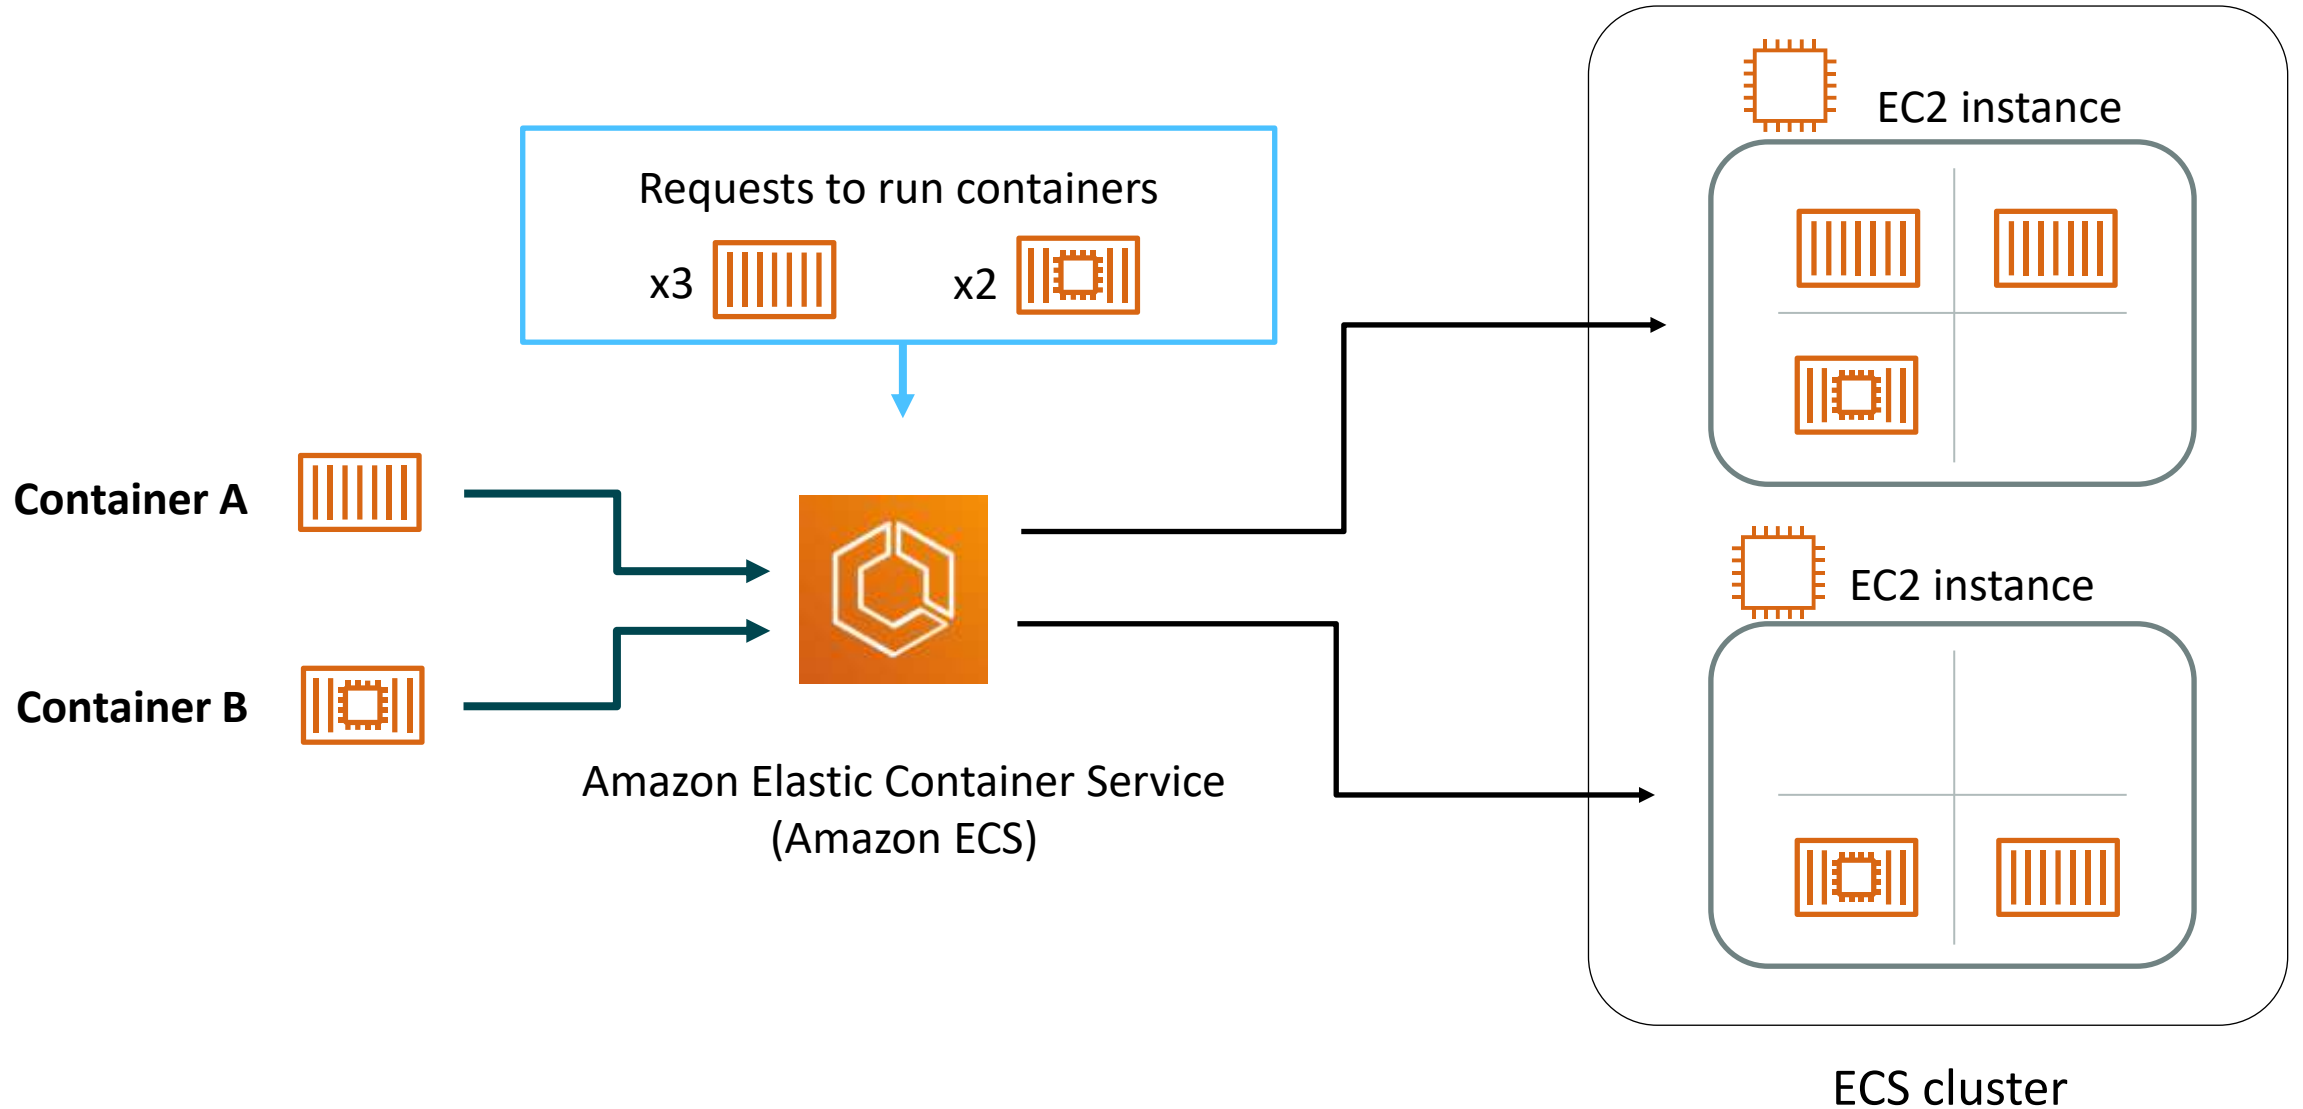 Requests to run containers
x3
x2
Container A
Container B
Amazon Elastic Container Service
(Amazon ECS)
EC2 instance
EC2 instance
ECS cluster